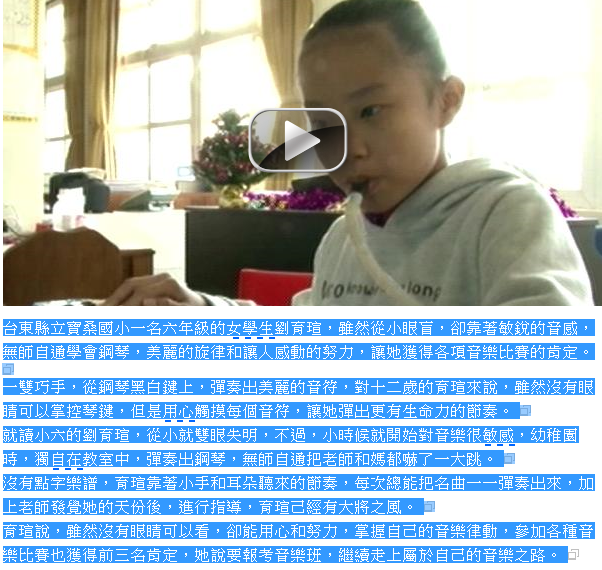 台東縣立寶桑國小一名六年級的女學生劉育瑄，雖然從小眼盲，卻靠著敏銳的音感，
無師自通學會鋼琴，美麗的旋律和讓人感動的努力，讓她獲得各項音樂比賽的肯定。
一雙巧手，從鋼琴黑白鍵上，彈奏出美麗的音符，對十二歲的育瑄來說，雖然沒有眼
睛可以掌控琴鍵，但是用心觸摸每個音符，讓她彈出更有生命力的節奏。
就讀小六的劉育瑄，從小就雙眼失明，不過，小時候就開始對音樂很敏感，幼稚園
時，獨自在教室中，彈奏出鋼琴，無師自通把老師和媽都嚇了一大跳。
沒有點字樂譜，育瑄靠著小手和耳朵聽來的節奏，每次總能把名曲一一彈奏出來，加
上老師發覺她的天份後，進行指導，育瑄己經有大將之風。
育瑄說，雖然沒有眼睛可以看，卻能用心和努力，掌握自己的音樂律動，參加各種音
樂比賽也獲得前三名肯定，她說要報考音樂班，繼續走上屬於自己的音樂之路。